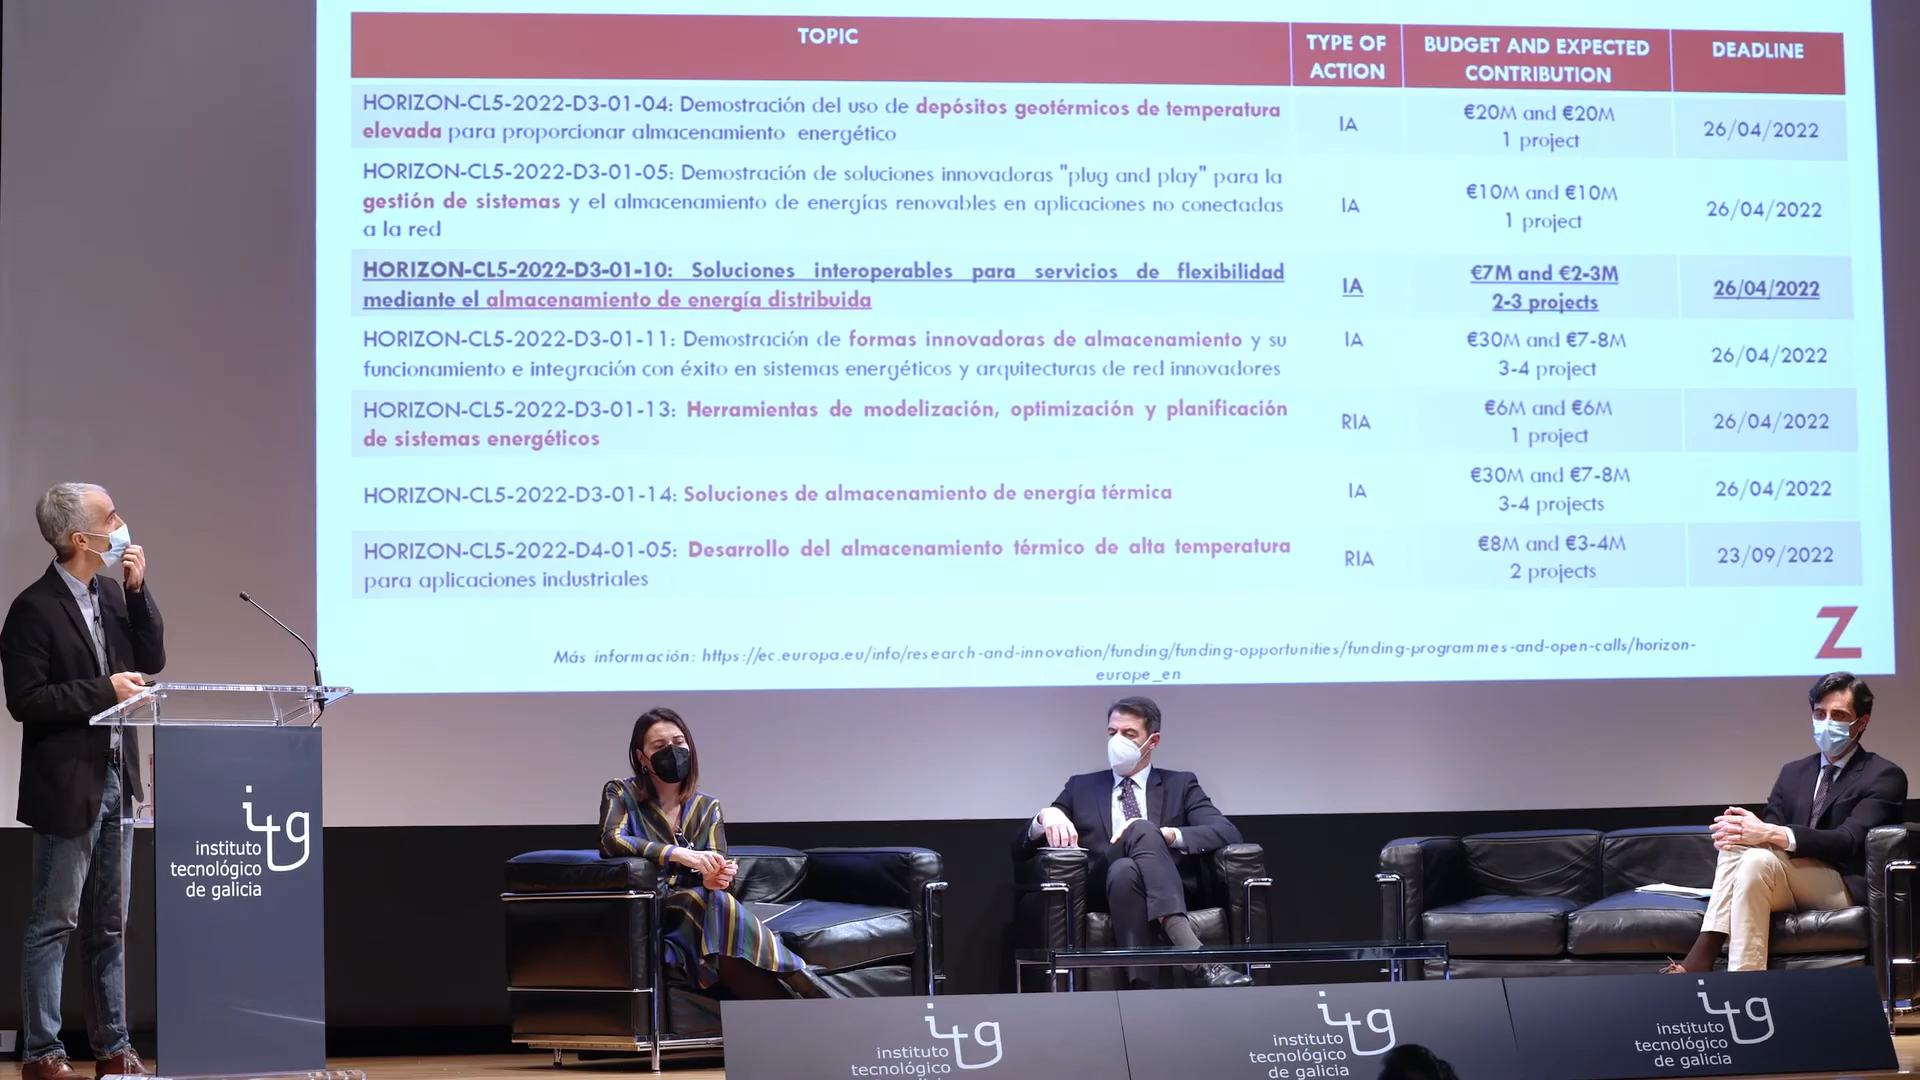 TOPIC
TYPE OF
ACTION
BUDGET AND EXPECTED
CONTRIBUTION
DEADLINE
HORIZON-CL5-2022-D3-01-04: Demostración del uso de depósitos geotérmicos de temperatura
elevada para proporcionar almacenamiento energético
IA
€20M and €20M
1 project
26/04/2022
HORIZON-CL5-2022-D3-01-05: Demostración de soluciones innovadoras "plug and play" para la
gestión de sistemas y el almacenamiento de energías renovables en aplicaciones no conectadas
a la red
IA
€10M and €10M
1 project
26/04/2022
HORIZON-CL5-2022-D3-01-10: Soluciones interoperables para servicios de flexibilidad
mediante el almacenamiento de energía distribuida
IA
€7M and €2-3M
2-3 projects
26/04/2022
HORIZON-CL5-2022-D3-01-11: Demostración de formas innovadoras de almacenamiento y su
funcionamiento e integración con éxito en sistemas energéticos y arquitecturas de red innovadores
IA
€30M and €7-8M
3-4 project
26/04/2022
HORIZON-CL5-2022-D3-01-13: Herramientas de modelización, optimización y planificación
de sistemas energéticos
RIA
€6M and €6M
1 project
26/04/2022
HORIZON-CL5-2022-D3-01-14: Soluciones de almacenamiento de energía térmica
IA
€30M and €7-8M
3-4 projects
26/04/2022
HORIZON-CL5-2022-D4-01-05: Desarrollo del almacenamiento térmico de alta temperatura
para aplicaciones industriales
RIA
€8M and €3-4M
2 projects
23/09/2022
Más información: https://ec.europa.eu/info/research-and-innovation/funding/funding-opportunities/funding-programmes-and-open-calls/horizon-
europe_en
Z
itg
instituto
tecnológico
de galicia
itg
instituto
tecnológico
itg
instituto
tecnológico
de galicia
itg
instituto
tecnológico
de galicia